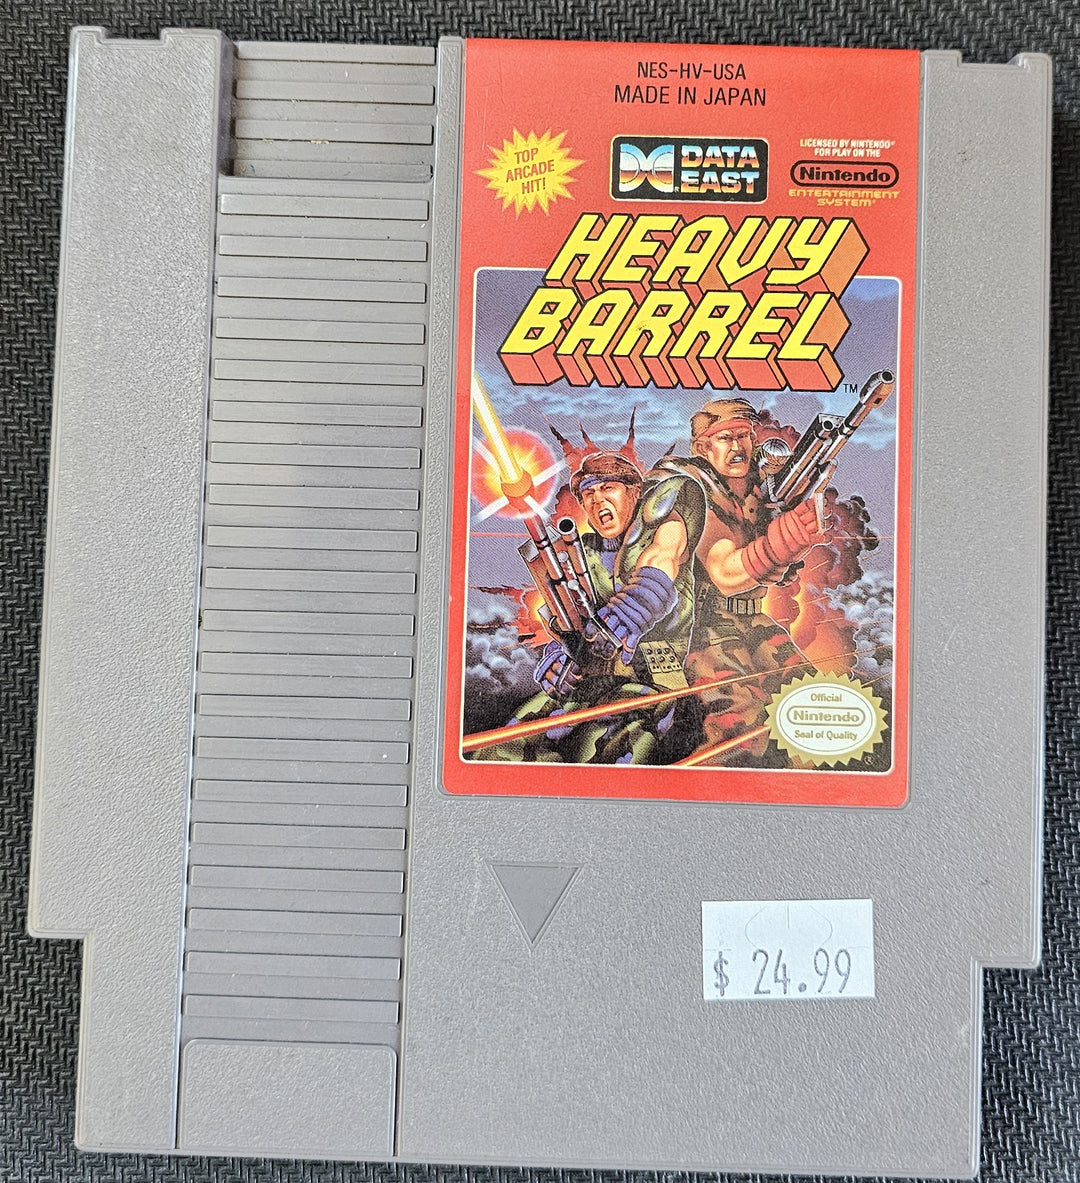 NES-HV-USA
MADE IN JAPAN
TOP
ARCADE
HIT!
DATA
EAST
LICENSED BY NINTENDO®
FOR PLAY ON THE
Nintendo
ENTERTAINMENT
SYSTEM®
HEAVY
BARREL
TM
Official
Nintendo
Seal of Quality
®
$ 24.99